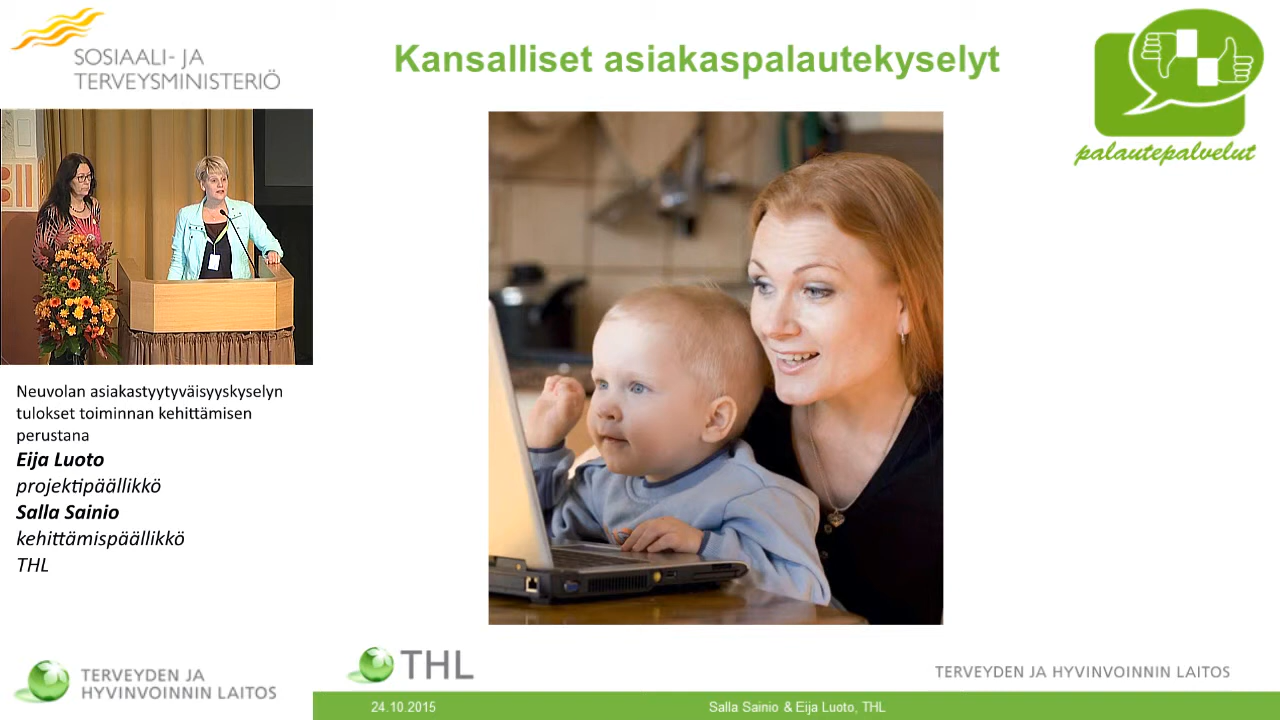 SOSIAALI- JA
TERVEYSMINISTERIÖ
Kansalliset asiakaspalautekyselyt
palautepalvelut
Neuvolan asiakastyytyväisyyskyselyn
tulokset toiminnan kehittämisen
perustana
Eija Luoto
projektipäällikkö
Salla Sainio
kehittämispäällikkö
THL
TERVEYDEN JA
HYVINVOINNIN LAITOS
THL
TERVEYDEN JA HYVINVOINNIN LAITOS
24.10.2015
Salla Sainio & Eija Luoto, THL